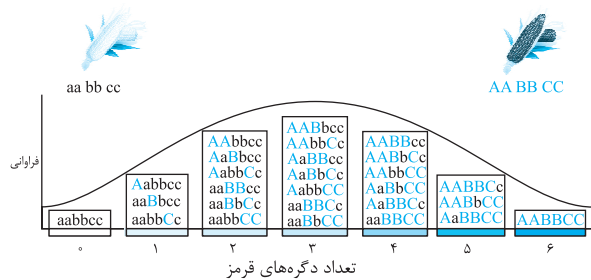 aa bb cc
AA BB CC
فراوانی
aabbcc
Aabbcc
aaBbcc
aabbCc
AAbbcc
AaBbcc
AabbCc
aaBBcc
aaBbCc
aabbCC
AABbcc
AAbbCc
AaBBcc
AaBbCc
AabbCC
aaBBCc
aaBbCC
AABBcc
AABbCc
AAbbCC
AaBbCC
AaBBCc
aaBBCC
AABBCc
AABbCC
AaBBCC
AABBCC
۰ ۱ ۲ ۳ ۴ ۵ ۶
تعداد دگره‌های قرمز